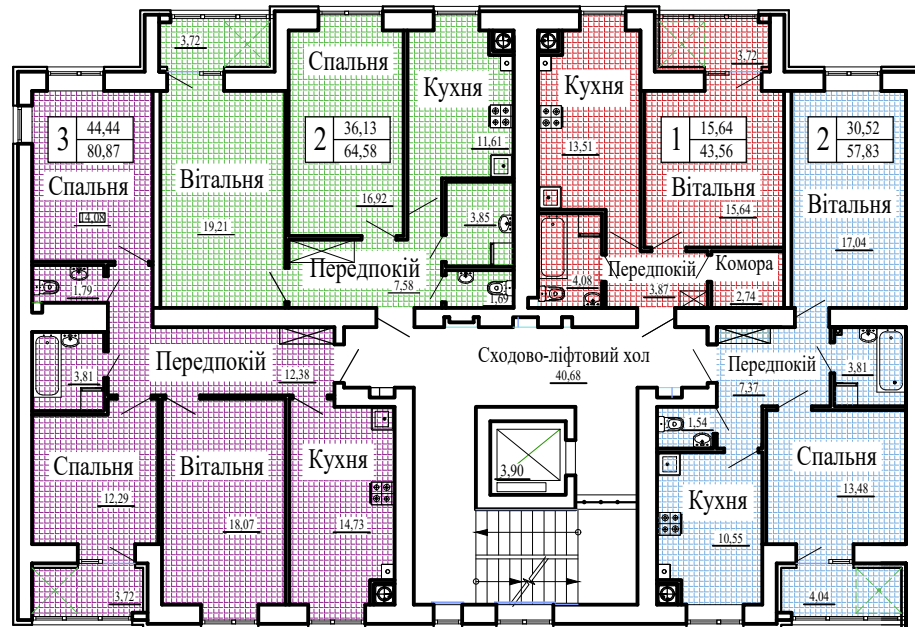 3,72
Спальня
Кухня
Кухня
3,72
3
44,44
80,87
2
36,13
64,58
1
15,64
43,56
2
30,52
57,83
11,61
13,51
Спальня
Вітальня
Вітальня
Вітальня
14,08
19,21
16,92
15,64
17,04
3,85
Передпокій
Передпокій
Комора
1,79
7,58
1,69
4,08
3,87
2,74
Передпокій
Сходово-ліфтовий хол
Передпокій
3,81
12,38
40,68
7,37
3,81
1,54
Спальня
Вітальня
Кухня
Спальня
3,90
12,29
18,07
14,73
Кухня
13,48
10,55
3,72
4,04